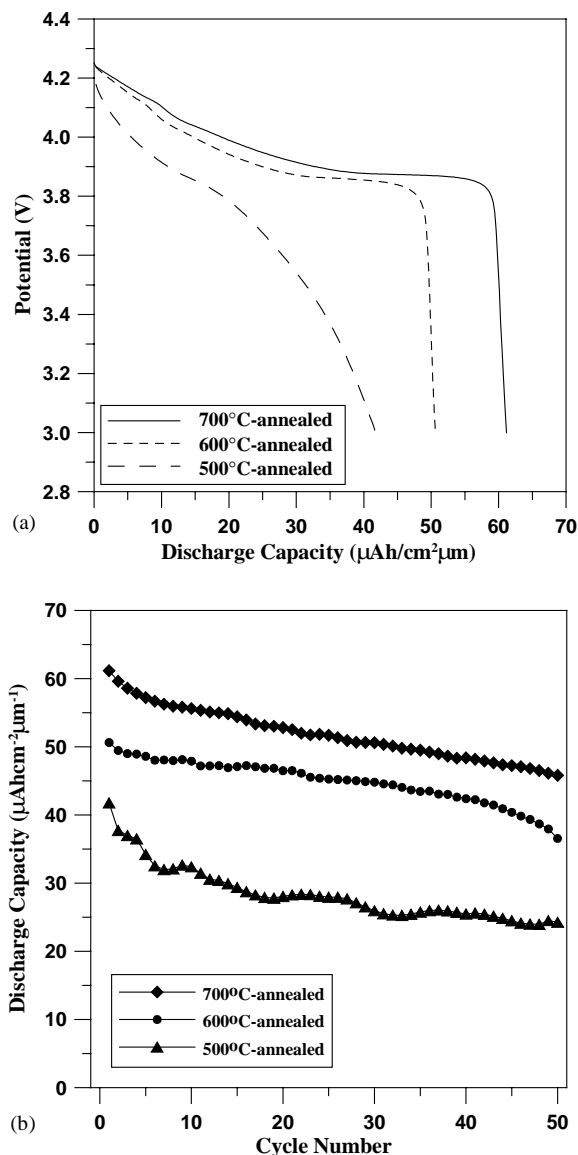 4.2
4.0
3.8
3.6
3.4
3.2
3.0
2.8
Potential (V)
700°C-annealed
600°C-annealed
500°C-annealed
(a)
0 10 20 30 40 50 60 70
Discharge Capacity (μAh/cm²μm)
70
60
50
40
30
20
10
0
Discharge Capacity (μAhcm⁻²μm⁻¹)
700ºC-annealed
600ºC-annealed
500ºC-annealed
(b)
0 10 20 30 40 50
Cycle Number